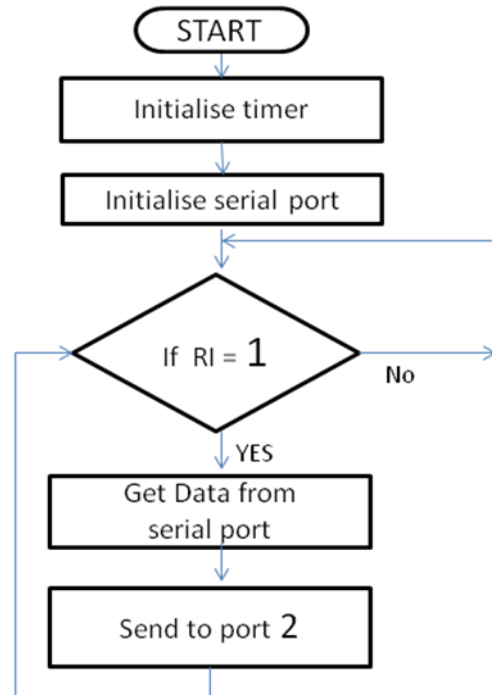 START
Initialise timer
Initialise serial port
If RI = 1
No
YES
Get Data from
serial port
Send to port 2